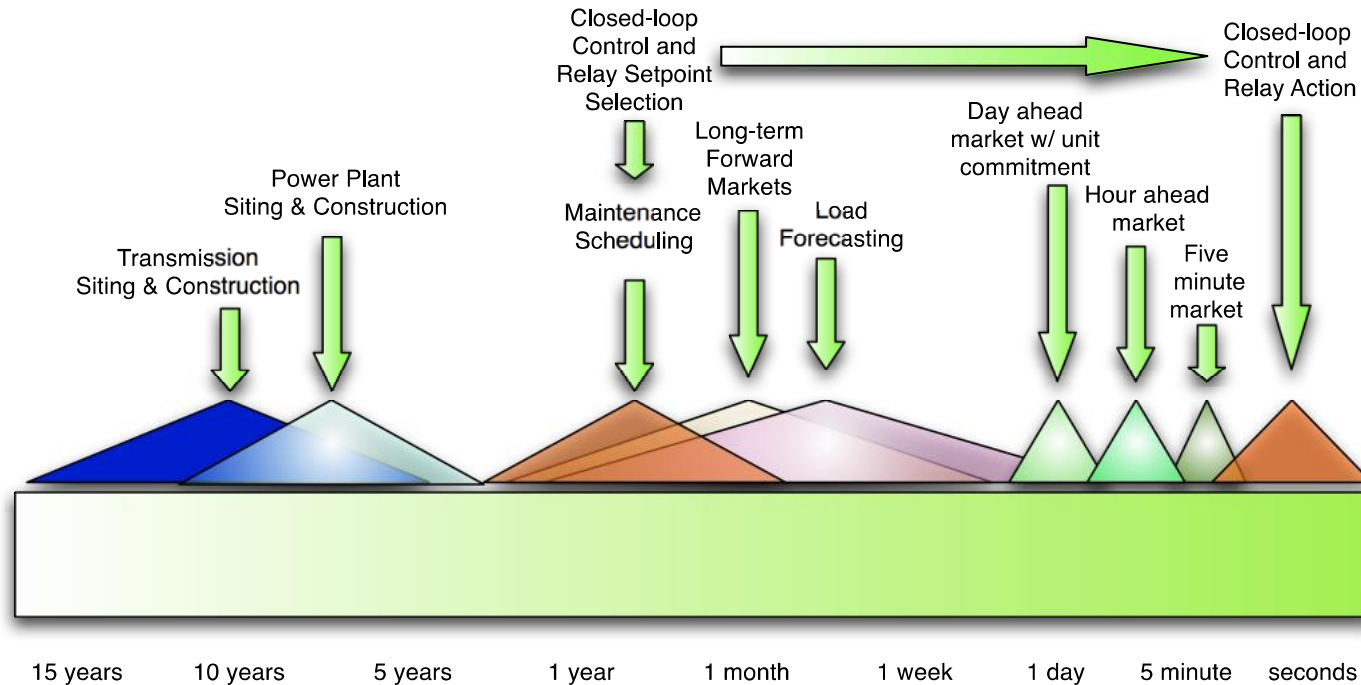 Closed-loop
Control and
Relay Setpoint
Selection
Closed-loop
Control and
Relay Action
Day ahead
market w/ unit
commitment
Long-term
Forward
Markets
Power Plant
Siting & Construction
Hour ahead
market
Maintenance
Scheduling
Load
Forecasting
Transmission
Siting & Construction
Five
minute
market
15 years
10 years
5 years
1 year
1 month
1 week
1 day
5 minute
seconds